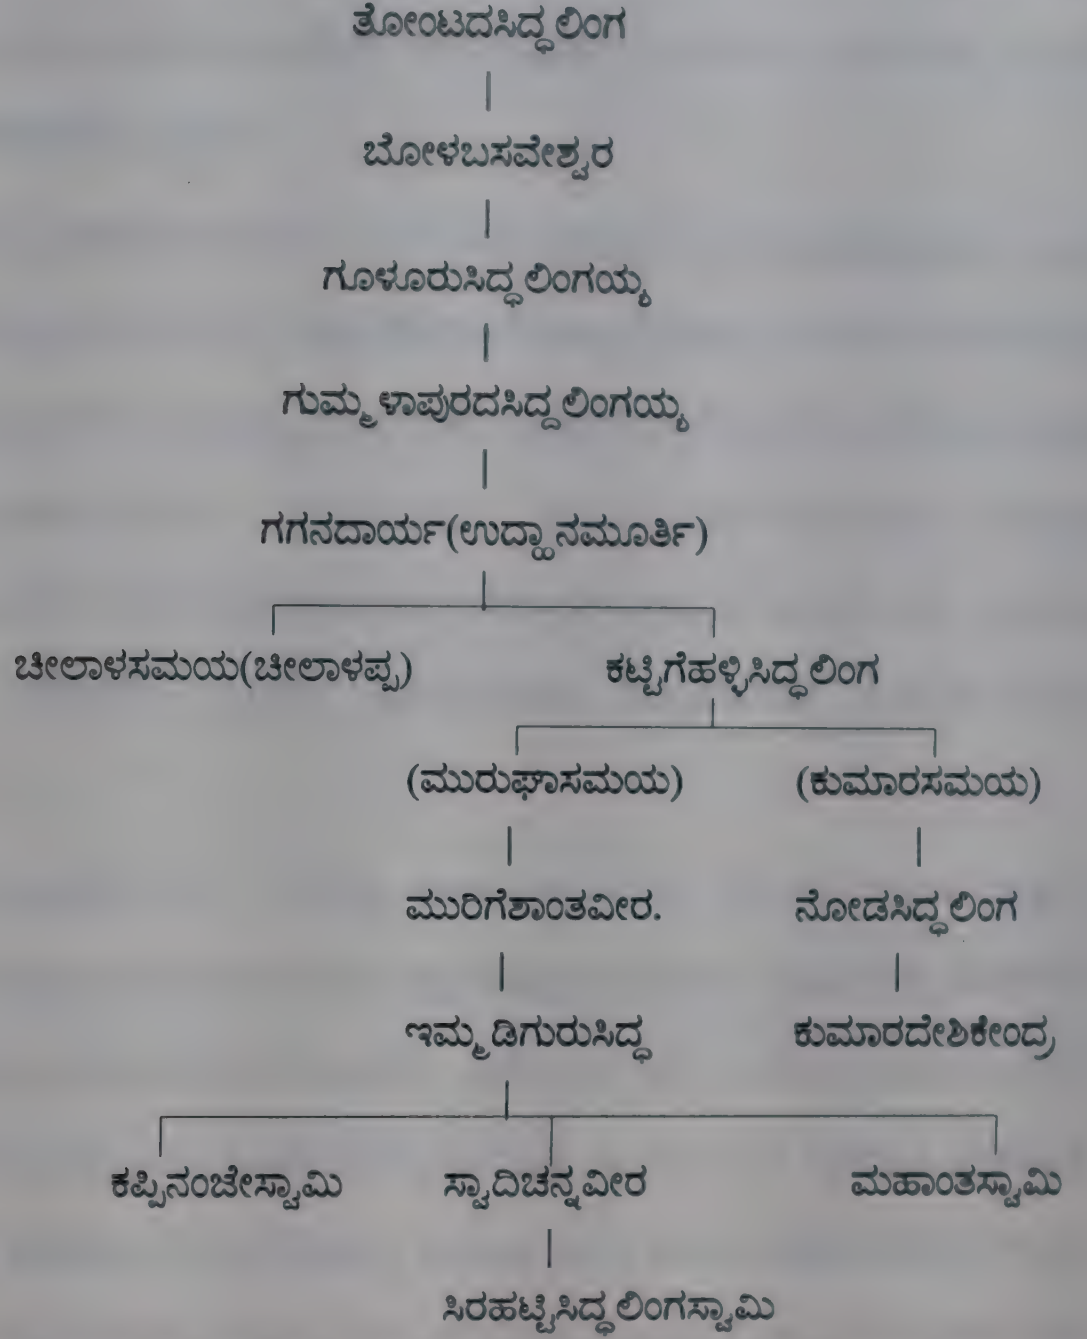 ತೋಂಟದಸಿದ್ಧಲಿಂಗ
ಬೋಳಬಸವೇಶ್ವರ
ಗೂಳೂರುಸಿದ್ಧಲಿಂಗಯ್ಯ
ಗುಮ್ಮಳಾಪುರದಸಿದ್ದಲಿಂಗಯ್ಯ
ಗಗನದಾರ್ಯ(ಉದ್ಘಾನಮೂರ್ತಿ)
ಚೀಲಾಳಸಮಯ(ಚೀಲಾಳಪ್ಪ) ಕಟ್ಟಿಗೆಹಳ್ಳಿಸಿದ್ಧಲಿಂಗ
(ಮುರುಘಾಸಮಯ) (ಕುಮಾರಸಮಯ)
ಮುರಿಗೆಶಾಂತವೀರ. ನೋಡಸಿದ್ಧಲಿಂಗ
ಇಮ್ಮಡಿಗುರುಸಿದ್ಧ ಕುಮಾರದೇಶಿಕೇಂದ್ರ
ಕಪ್ಪಿನಂಜೇಸ್ವಾಮಿ ಸ್ವಾದಿಚನ್ನವೀರ ಮಹಾಂತಸ್ವಾಮಿ
ಸಿರಹಟ್ಟಿಸಿದ್ಧಲಿಂಗಸ್ವಾಮಿ